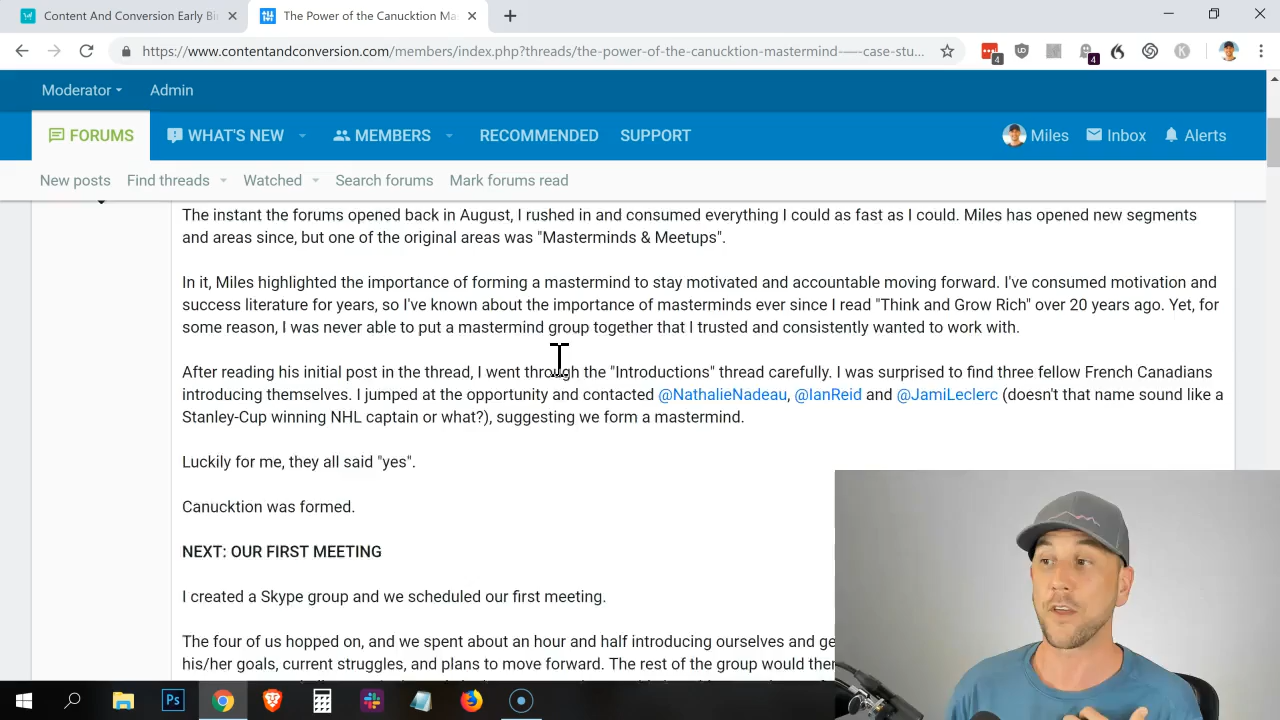 Content And Conversion Early Bi
The Power of the Canucktion Ma
https://www.contentandconversion.com/members/index.php?threads/the-power-of-the-canucktion-mastermind-—-case-stu...
4
4
Moderator
Admin
FORUMS
WHAT'S NEW
MEMBERS
RECOMMENDED
SUPPORT
Miles
Inbox
Alerts
New posts
Find threads
Watched
Search forums
Mark forums read
The instant the forums opened back in August, I rushed in and consumed everything I could as fast as I could. Miles has opened new segments
and areas since, but one of the original areas was "Masterminds & Meetups".
In it, Miles highlighted the importance of forming a mastermind to stay motivated and accountable moving forward. I've consumed motivation and
success literature for years, so I've known about the importance of masterminds ever since I read "Think and Grow Rich" over 20 years ago. Yet, for
some reason, I was never able to put a mastermind group together that I trusted and consistently wanted to work with.
After reading his initial post in the thread, I went through the "Introductions" thread carefully. I was surprised to find three fellow French Canadians
introducing themselves. I jumped at the opportunity and contacted @NathalieNadeau, @IanReid and @JamiLeclerc (doesn't that name sound like a
Stanley-Cup winning NHL captain or what?), suggesting we form a mastermind.
Luckily for me, they all said "yes".
Canucktion was formed.
NEXT: OUR FIRST MEETING
I created a Skype group and we scheduled our first meeting.
The four of us hopped on, and we spent about an hour and half introducing ourselves and ge
his/her goals, current struggles, and plans to move forward. The rest of the group would then
Ps